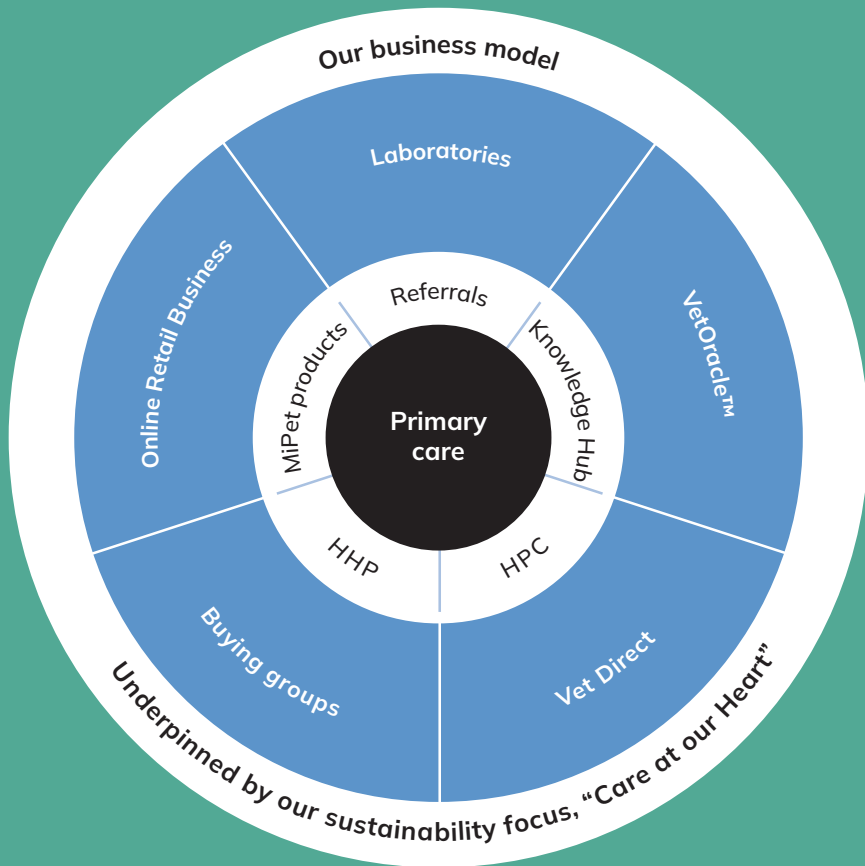 Our business model
Laboratories
VetOracle™
Vet Direct
Buying groups
Online Retail Business
Referrals
Knowledge Hub
HPC
HHP
MiPet products
Primary
care
Underpinned by our sustainability focus, “Care at our Heart”